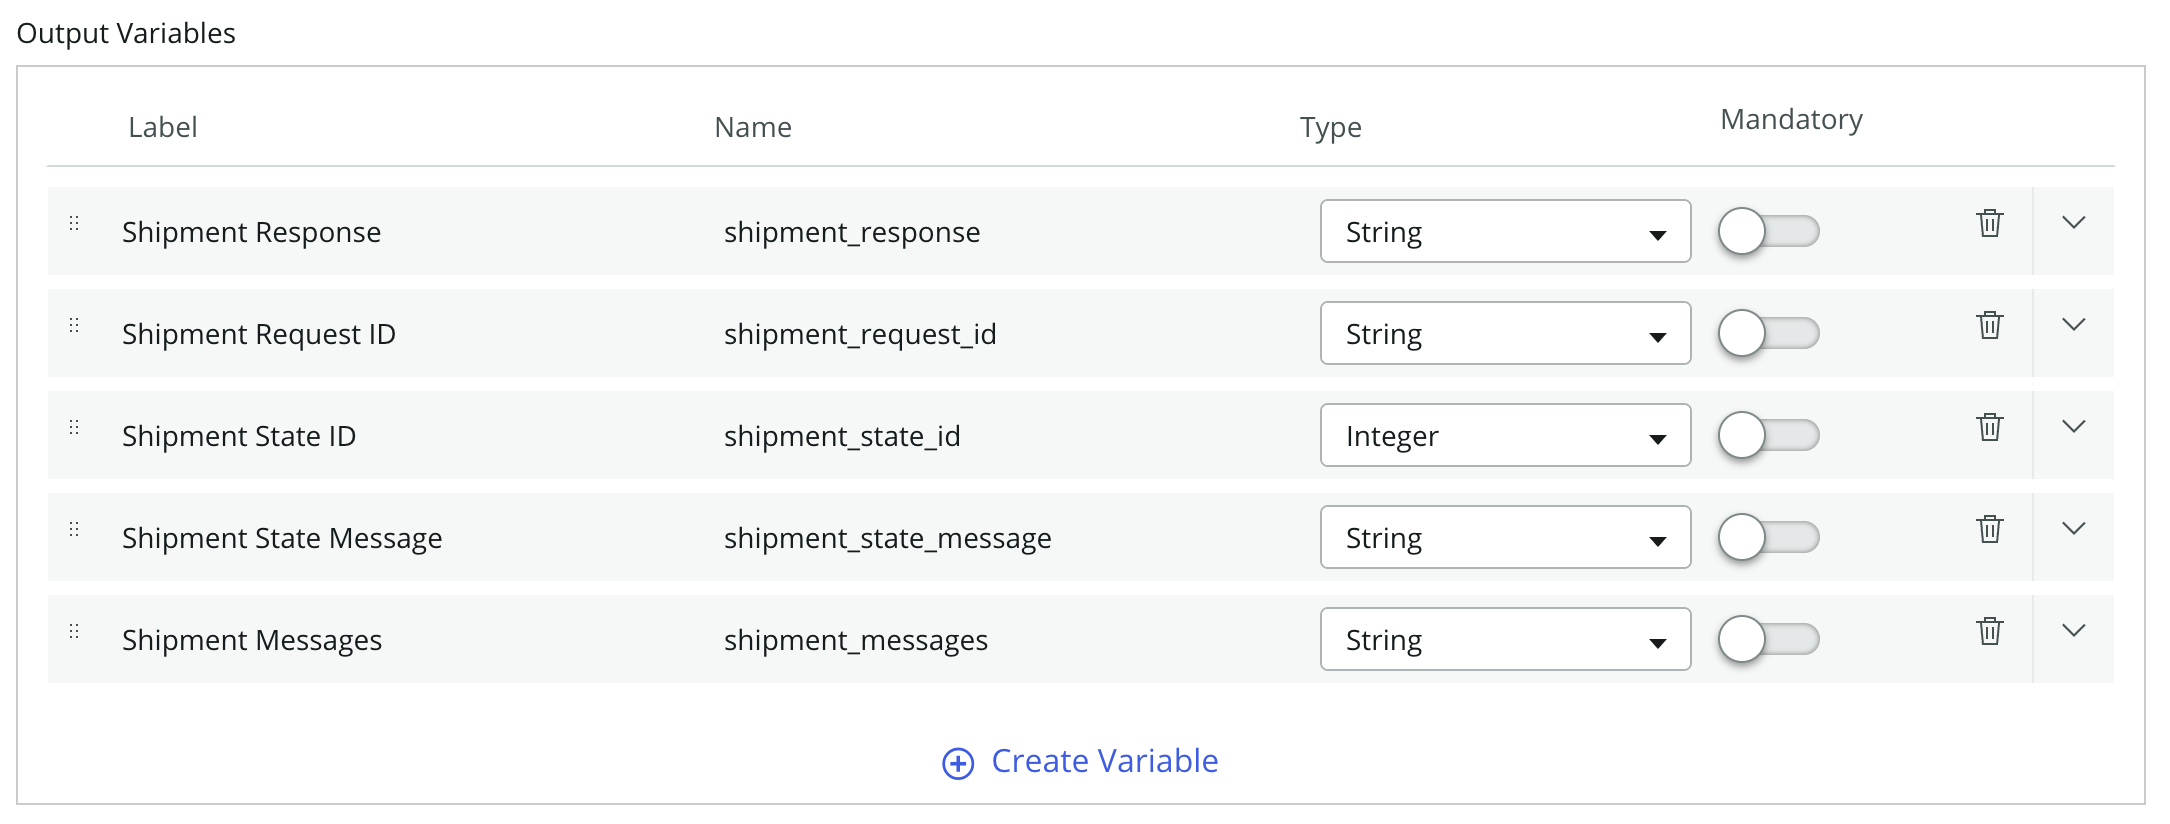 Output Variables
Label Name Type Mandatory
Shipment Response shipment_response String
Shipment Request ID shipment_request_id String
Shipment State ID shipment_state_id Integer
Shipment State Message shipment_state_message String
Shipment Messages shipment_messages String
Create Variable